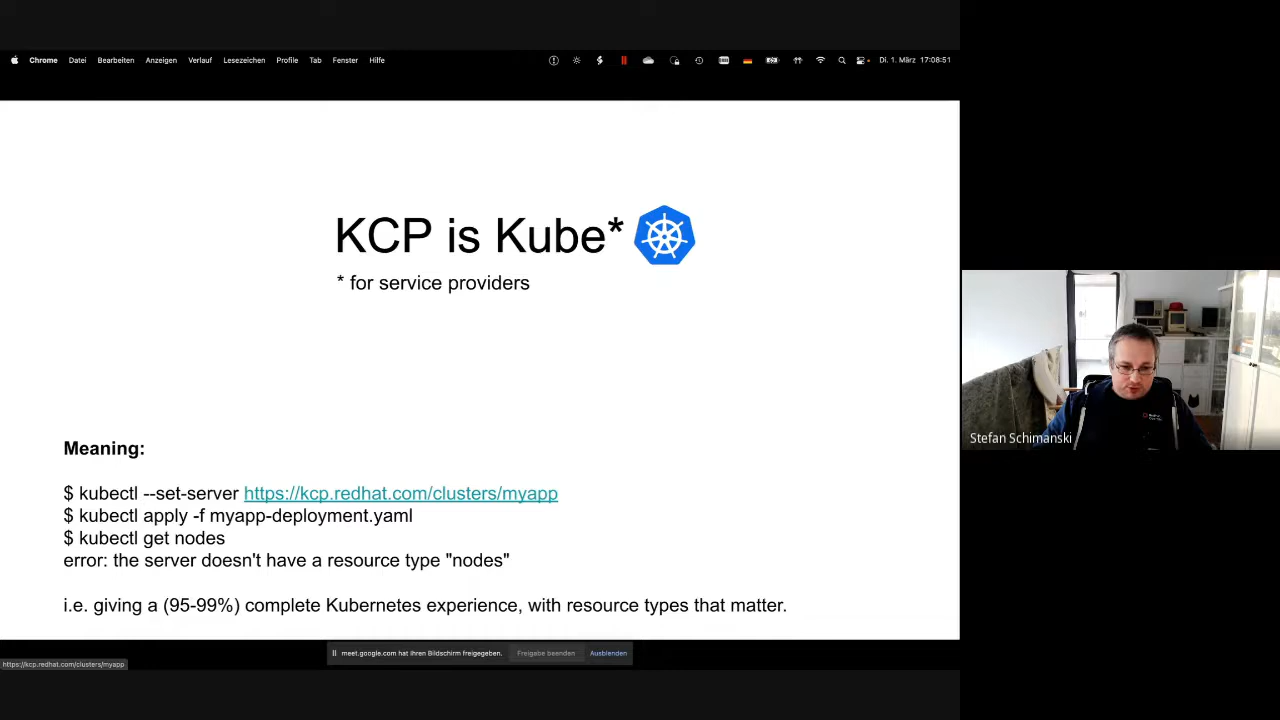 Chrome Datei Bearbeiten Anzeigen Verlauf Lesezeichen Profile Tab Fenster Hilfe Di. 1. März 17:08:51
KCP is Kube*
* for service providers
Stefan Schimanski
Meaning:
$ kubectl --set-server https://kcp.redhat.com/clusters/myapp
$ kubectl apply -f myapp-deployment.yaml
$ kubectl get nodes
error: the server doesn't have a resource type "nodes"
i.e. giving a (95-99%) complete Kubernetes experience, with resource types that matter.
meet.google.com hat Ihren Bildschirm freigegeben. Freigabe beenden Ausblenden
https://kcp.redhat.com/clusters/myapp